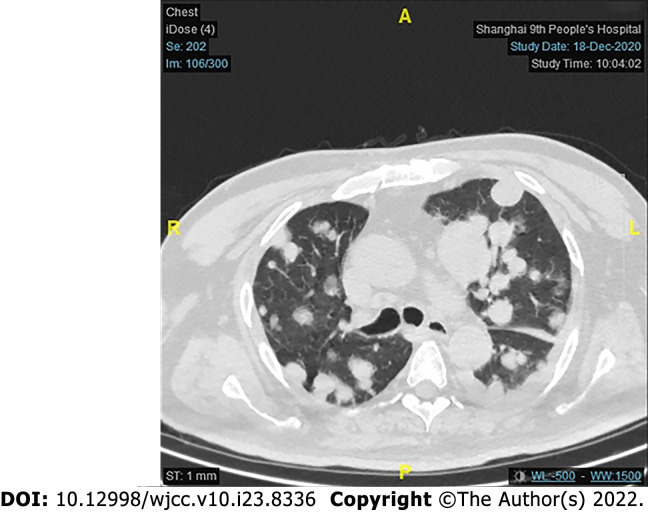 Chest
iDose (4)
Se: 202
Im: 106/300
A
Shanghai 9th People's Hospital
Study Date: 18-Dec-2020
Study Time: 10:04:02
R
L
ST: 1 mm
P
WL:-500 - WW:1500
DOI: 10.12998/wjcc.v10.i23.8336 Copyright ©The Author(s) 2022.